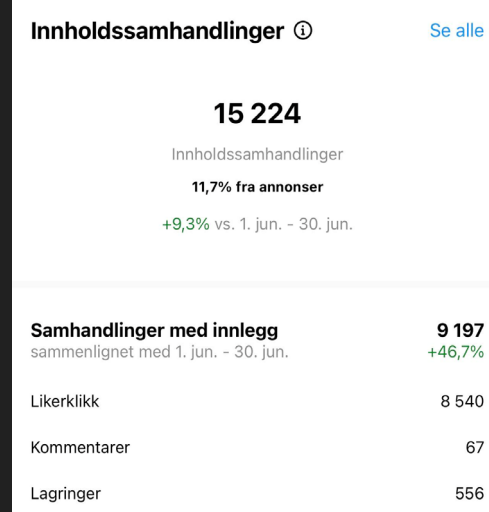 Innholdssamhandlinger
Se alle
15 224
Innholdssamhandlinger
11,7% fra annonser
+9,3% vs. 1. jun. - 30. jun.
Samhandlinger med innlegg 9 197
sammenlignet med 1. jun. - 30. jun. +46,7%
Likerklikk 8 540
Kommentarer 67
Lagringer 556